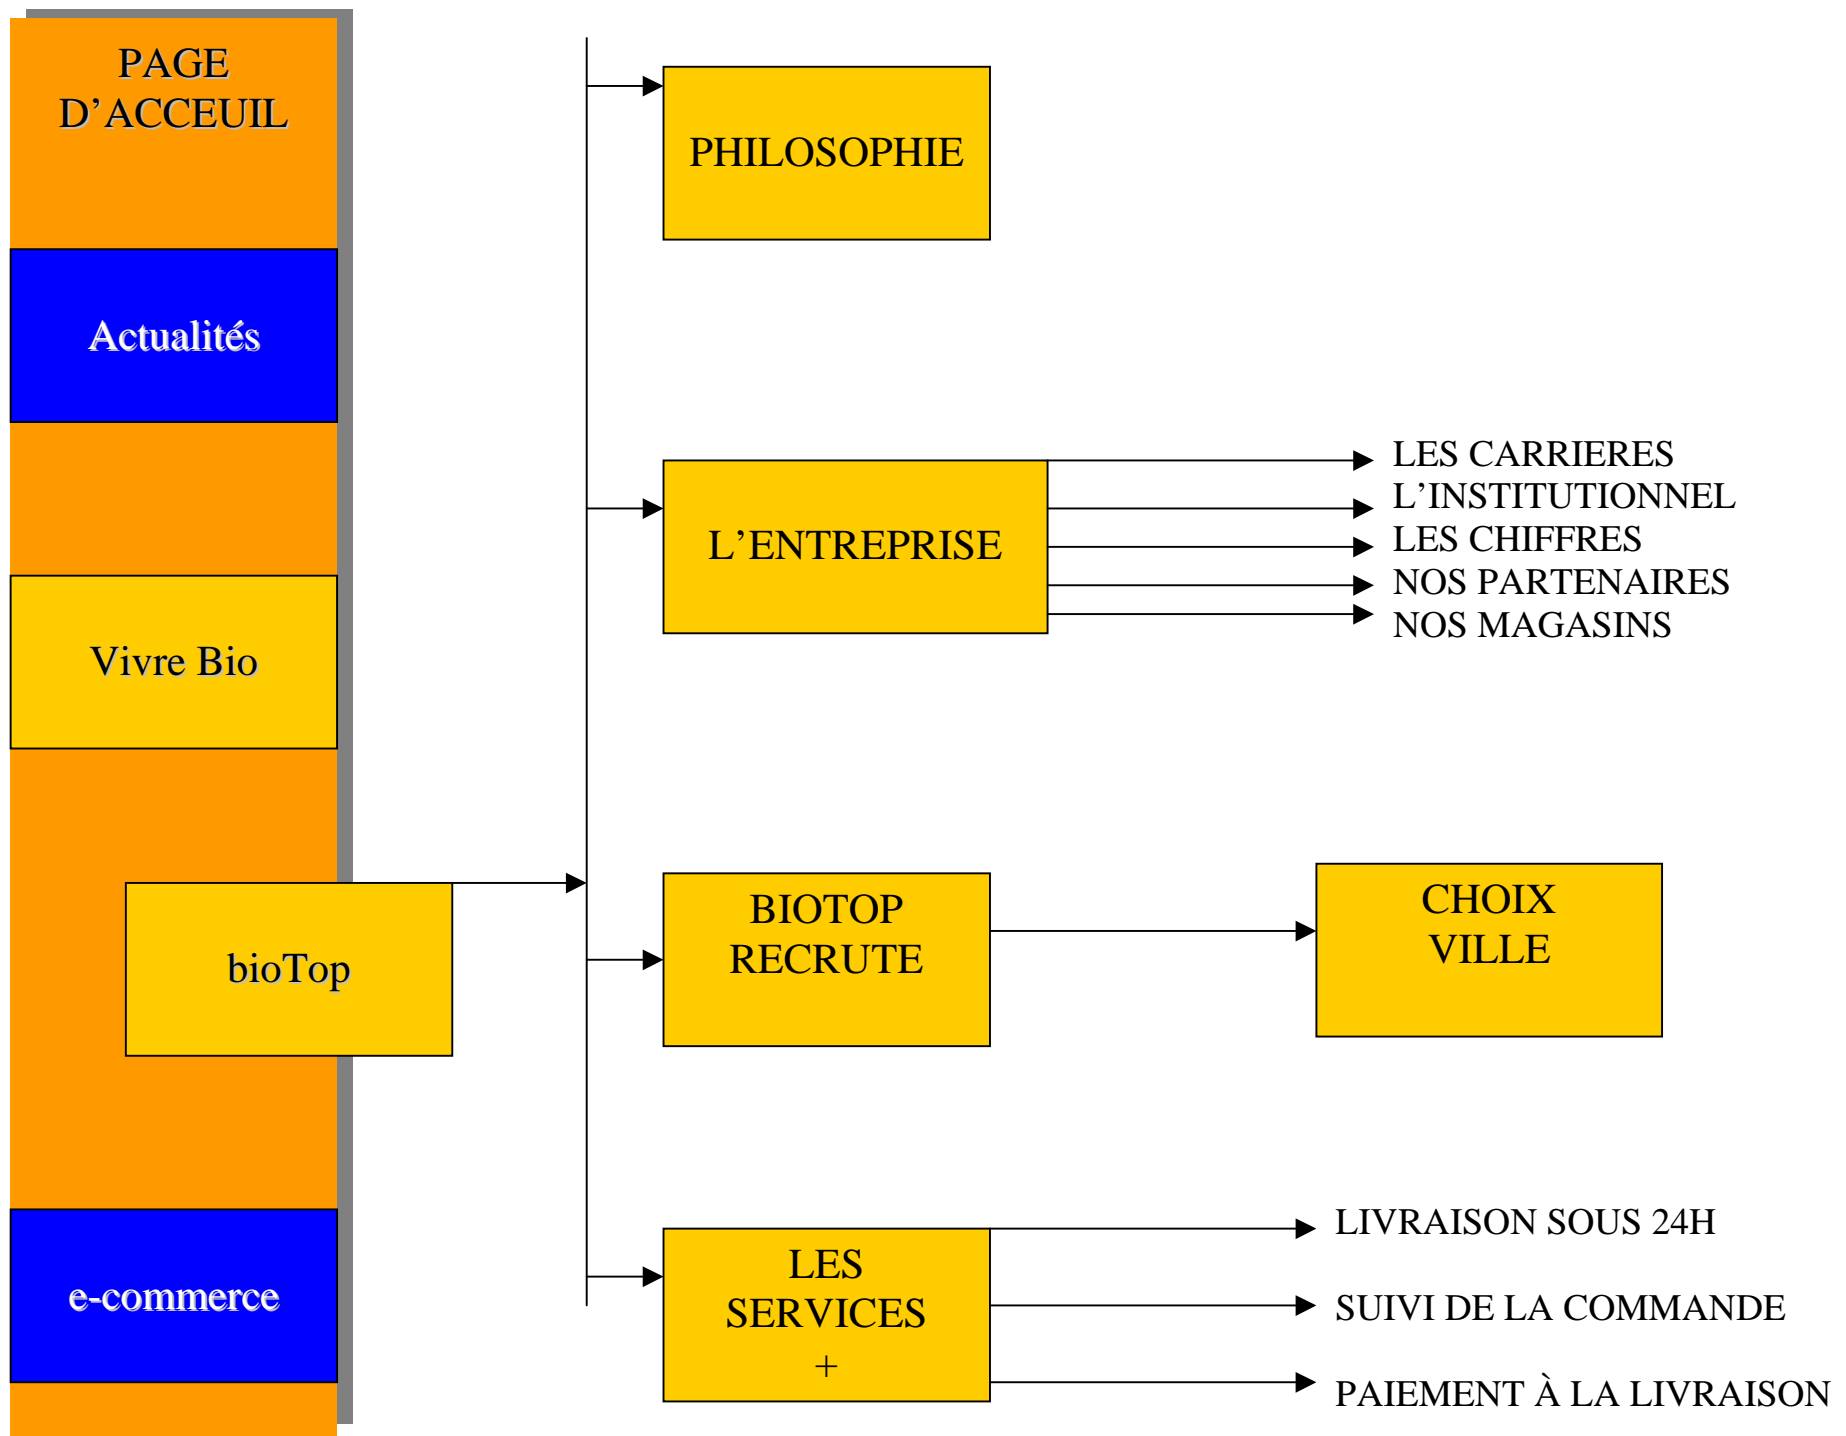 PAGE
D’ACCEUIL
Actualités
Vivre Bio
bioTop
e-commerce
PHILOSOPHIE
L’ENTREPRISE
LES CARRIERES
L’INSTITUTIONNEL
LES CHIFFRES
NOS PARTENAIRES
NOS MAGASINS
BIOTOP
RECRUTE
CHOIX
VILLE
LES
SERVICES
+
LIVRAISON SOUS 24H
SUIVI DE LA COMMANDE
PAIEMENT À LA LIVRAISON